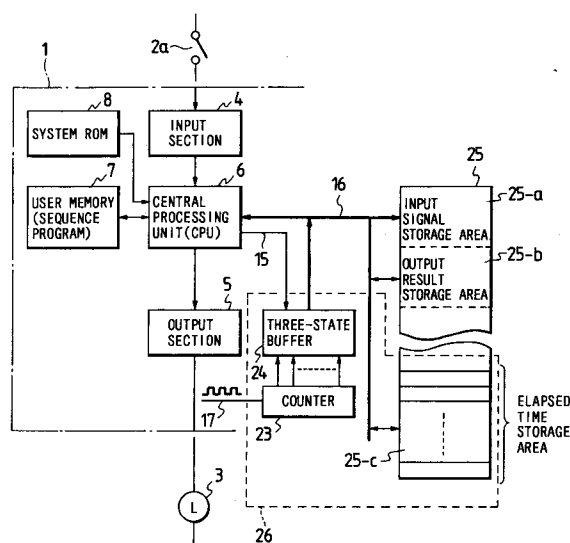 2a
1
8
SYSTEM ROM
4
INPUT
SECTION
7
USER MEMORY
(SEQUENCE
PROGRAM)
6
CENTRAL
PROCESSING
UNIT(CPU)
15
16
25
25-a
INPUT
SIGNAL
STORAGE AREA
25-b
OUTPUT
RESULT
STORAGE AREA
5
OUTPUT
SECTION
THREE-STATE
BUFFER
24
COUNTER
23
17
25-c
ELAPSED
TIME
STORAGE
AREA
3
L
26